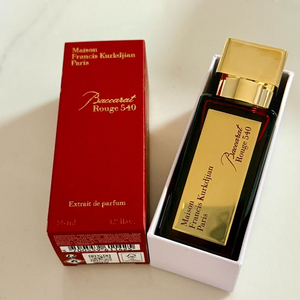 Maison
Francis Kurkdjian
Paris
Baccarat
Rouge 540
Extrait de parfum
Baccarat
Rouge 540
Maison
Francis Kurkdjian
Paris